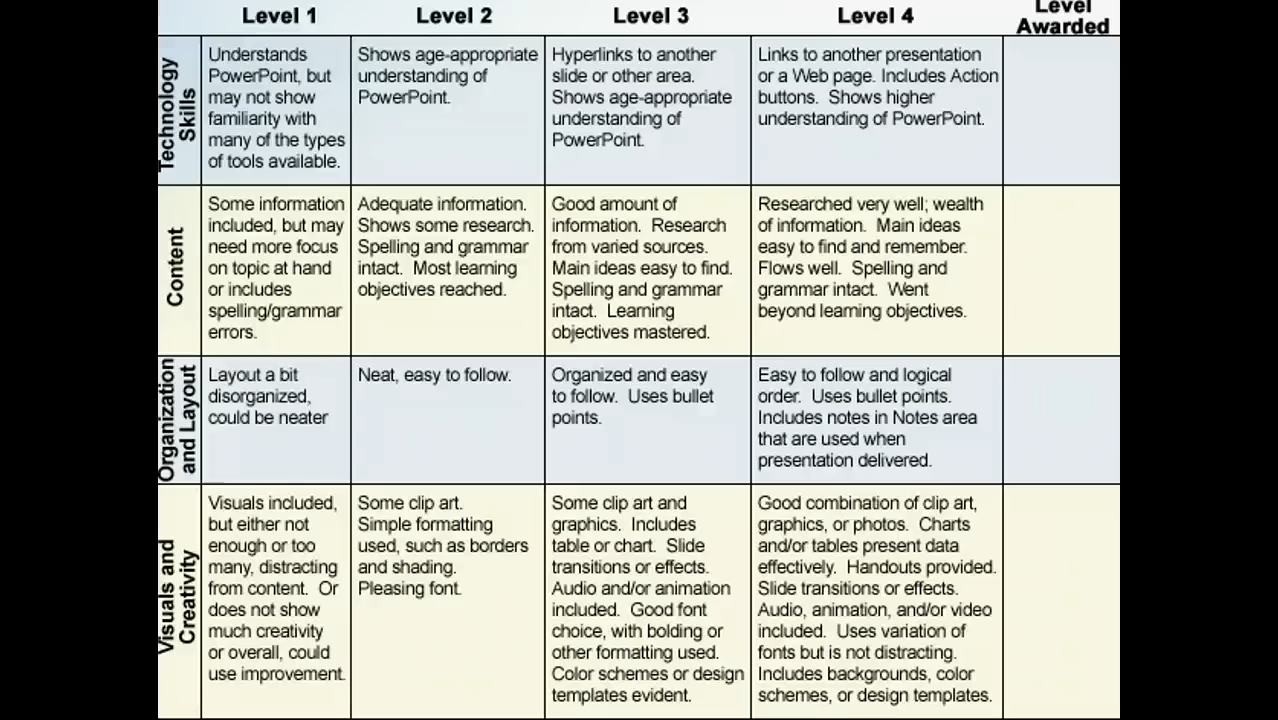 Level 1
Level 2
Level 3
Level 4
Level
Awarded
Technology
Skills
Understands
PowerPoint, but
may not show
familiarity with
many of the types
of tools available.
Shows age-appropriate
understanding of
PowerPoint.
Hyperlinks to another
slide or other area.
Shows age-appropriate
understanding of
PowerPoint.
Links to another presentation
or a Web page. Includes Action
buttons. Shows higher
understanding of PowerPoint.
Content
Some information
included, but may
need more focus
on topic at hand
or includes
spelling/grammar
errors.
Adequate information.
Shows some research.
Spelling and grammar
intact. Most learning
objectives reached.
Good amount of
information. Research
from varied sources.
Main ideas easy to find.
Spelling and grammar
intact. Learning
objectives mastered.
Researched very well; wealth
of information. Main ideas
easy to find and remember.
Flows well. Spelling and
grammar intact. Went
beyond learning objectives.
Organization
and Layout
Layout a bit
disorganized,
could be neater
Neat, easy to follow.
Organized and easy
to follow. Uses bullet
points.
Easy to follow and logical
order. Uses bullet points.
Includes notes in Notes area
that are used when
presentation delivered.
Visuals and
Creativity
Visuals included,
but either not
enough or too
many, distracting
from content. Or
does not show
much creativity
or overall, could
use improvement.
Some clip art.
Simple formatting
used, such as borders
and shading.
Pleasing font.
Some clip art and
graphics. Includes
table or chart. Slide
transitions or effects.
Audio and/or animation
included. Good font
choice, with bolding or
other formatting used.
Color schemes or design
templates evident.
Good combination of clip art,
graphics, or photos. Charts
and/or tables present data
effectively. Handouts provided.
Slide transitions or effects.
Audio, animation, and/or video
included. Uses variation of
fonts but is not distracting.
Includes backgrounds, color
schemes, or design templates.